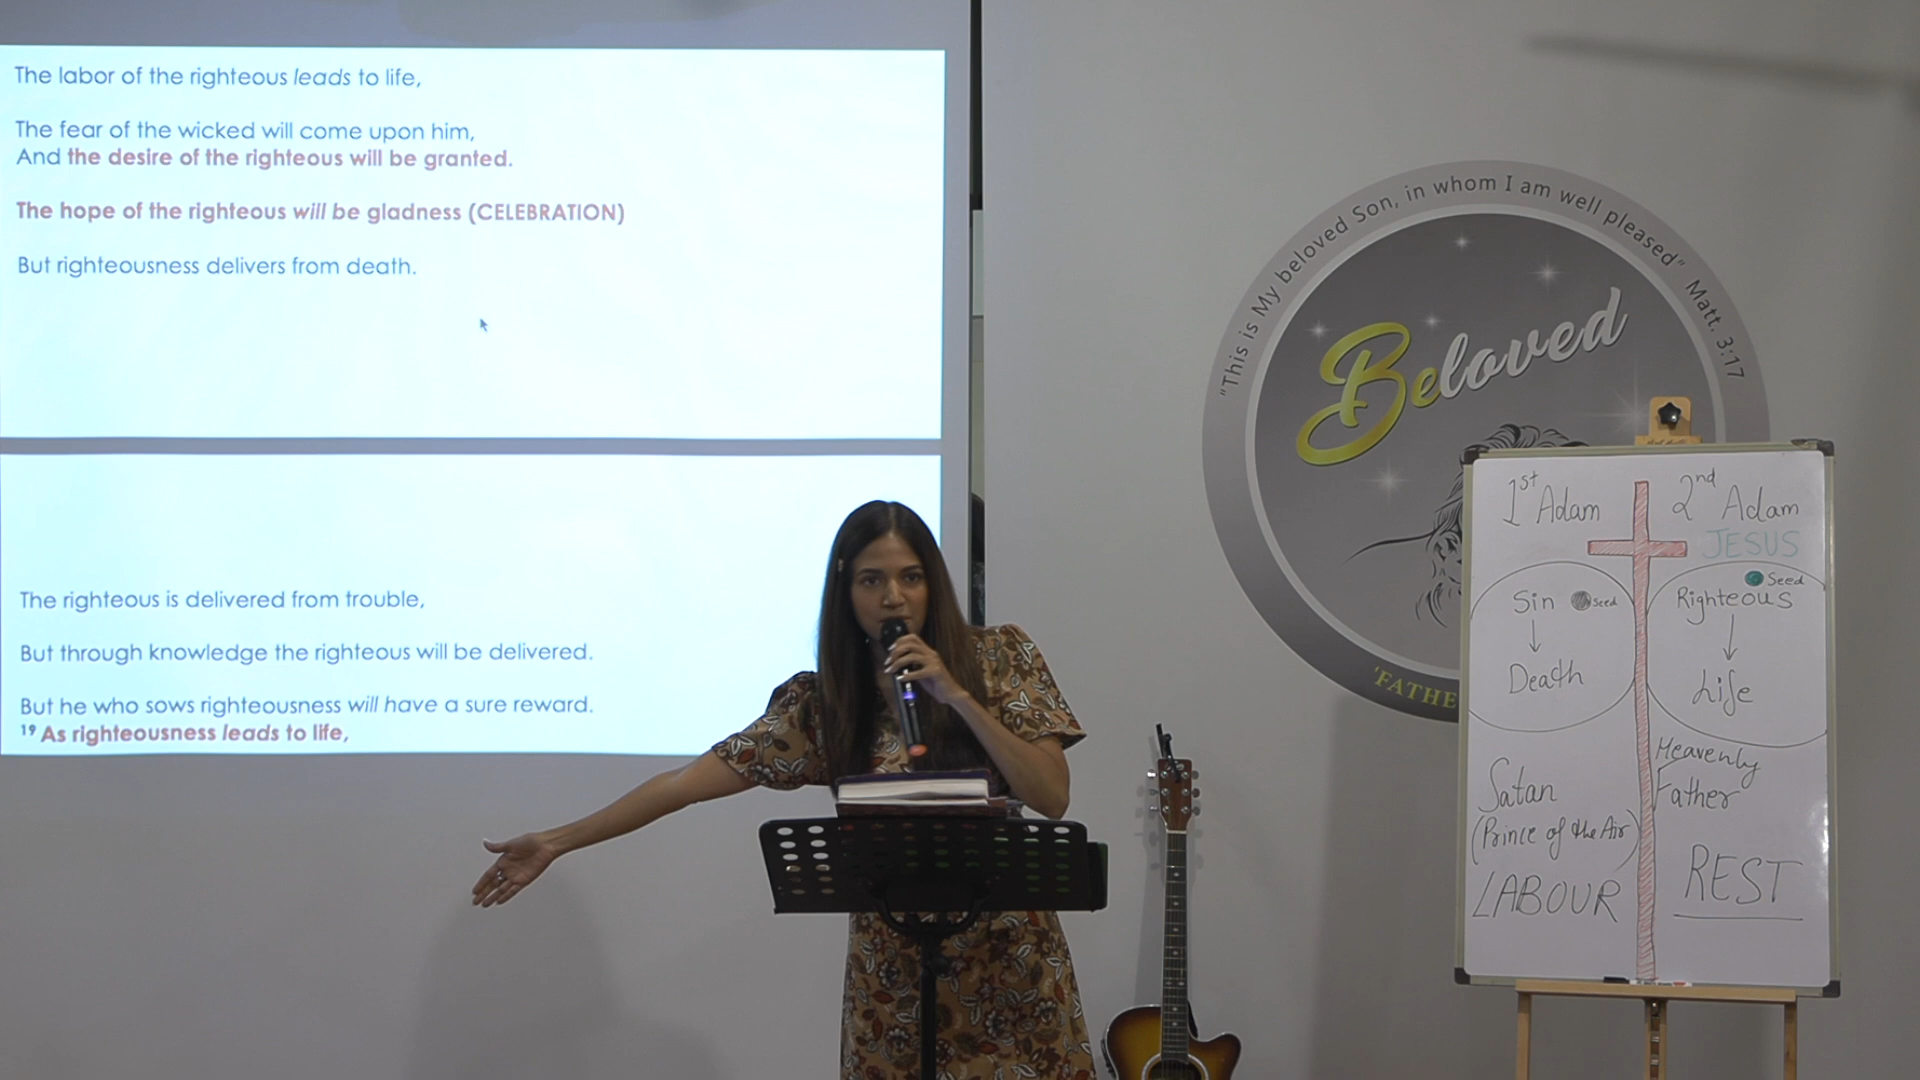 The labor of the righteous leads to life,
The fear of the wicked will come upon him,
And the desire of the righteous will be granted.
The hope of the righteous will be gladness (CELEBRATION)
But righteousness delivers from death.
The righteous is delivered from trouble,
But through knowledge the righteous will be delivered.
But he who sows righteousness will have a sure reward.
19 As righteousness leads to life,
"This is My beloved Son, in whom I am well pleased" Matt. 3:17
Beloved
'FATHE
1st Adam
2nd Adam
JESUS
Sin Seed
Death
Seed
Righteous
Life
Satan
(Prince of the Air)
LABOUR
Heavenly
Father
REST